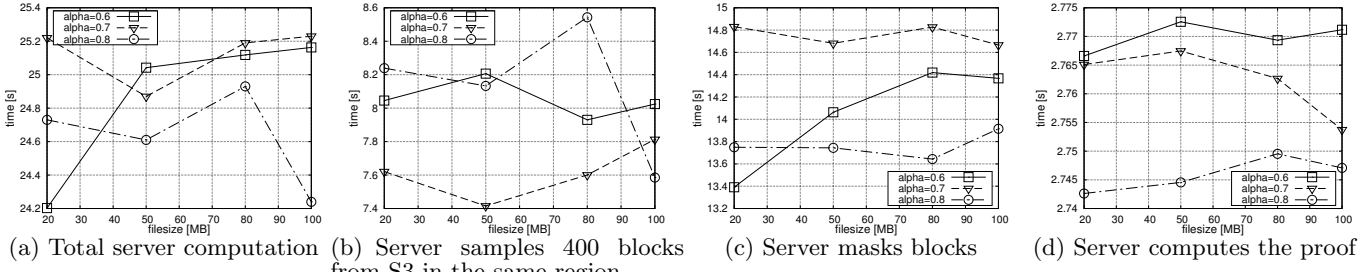 25.4
25.2
25
24.8
24.6
24.4
24.2
time [s]
20 30 40 50 60 70 80 90 100
filesize [MB]
alpha=0.6
alpha=0.7
alpha=0.8
(a) Total server computation
8.6
8.4
8.2
8
7.8
7.6
7.4
time [s]
20 30 40 50 60 70 80 90 100
filesize [MB]
alpha=0.6
alpha=0.7
alpha=0.8
(b) Server samples 400 blocks
from S3 in the same region
15
14.8
14.4
14
13.8
13.6
13.4
13.2
time [s]
20 30 40 50 60 70 80 90 100
filesize [MB]
alpha=0.6
alpha=0.7
alpha=0.8
(c) Server masks blocks
2.775
2.77
2.765
2.76
2.755
2.75
2.745
2.74
time [s]
20 30 40 50 60 70 80 90 100
filesize [MB]
alpha=0.6
alpha=0.7
alpha=0.8
(d) Server computes the proof